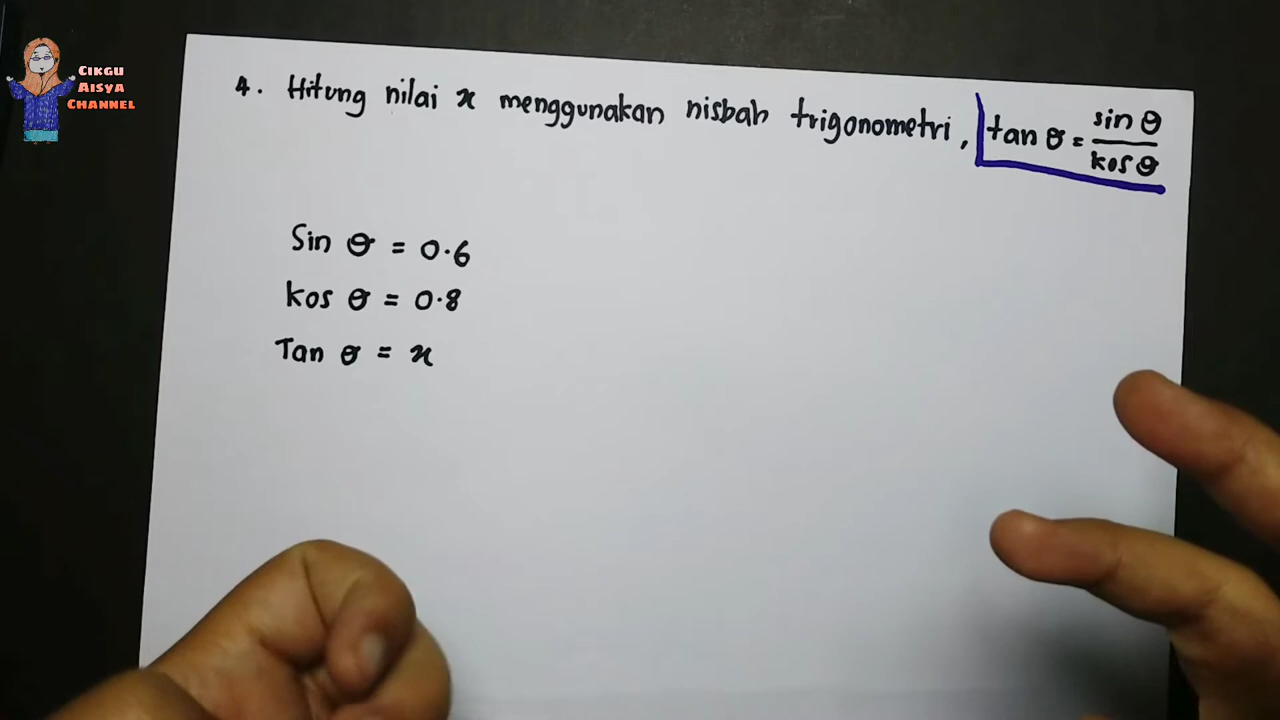 CIKGU
AISYA
CHANNEL
4. Hitung nilai x menggunakan nisbah trigonometri, tan θ = sin θ / kos θ
Sin θ = 0.6
kos θ = 0.8
Tan θ = x